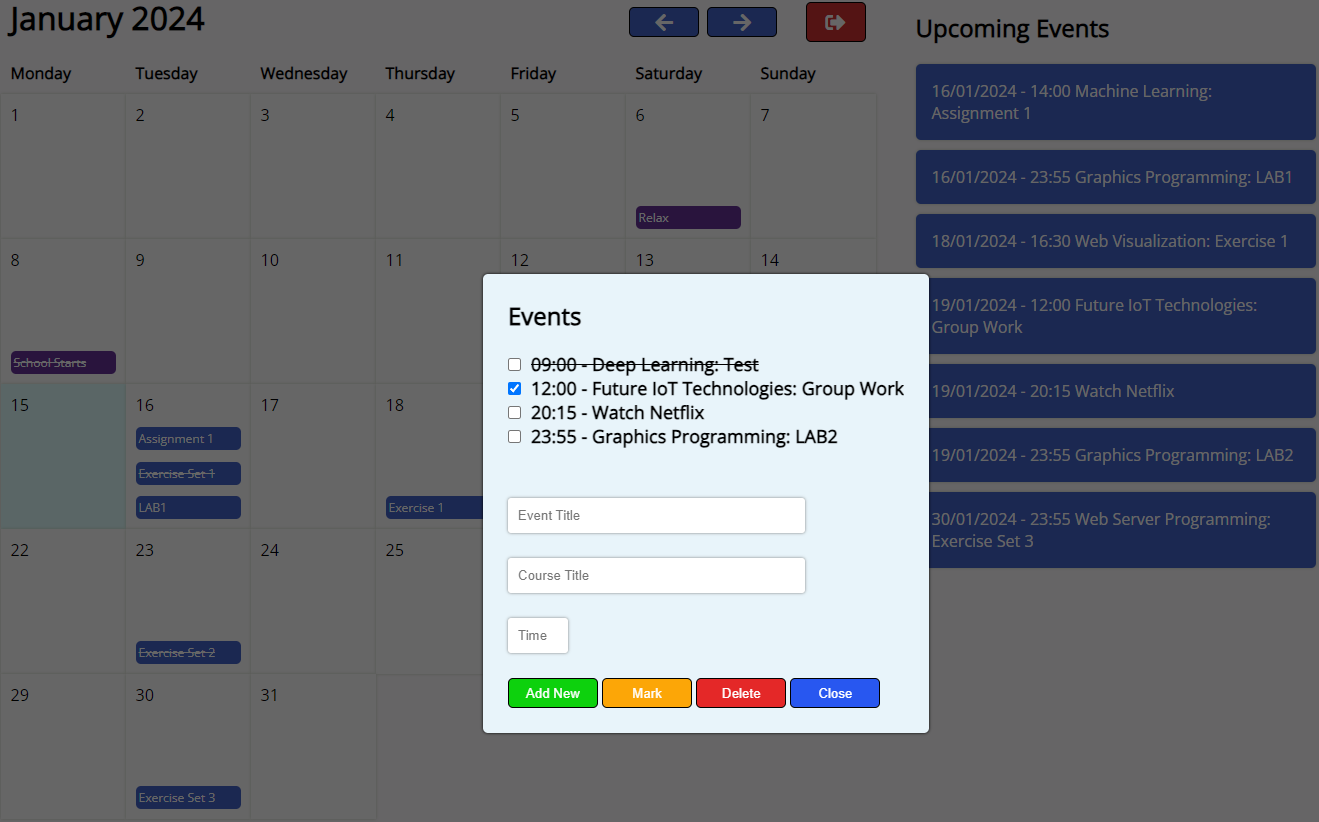 January 2024
Monday Tuesday Wednesday Thursday Friday Saturday Sunday
1 2 3 4 5 6 7
Relax
8 9 10 11 12 13 14
School Starts
15 16 17 18
Assignment 1
Exercise Set 1
LAB1
Exercise 1
22 23 24 25
Exercise Set 2
29 30 31
Exercise Set 3
Events
09:00 - Deep Learning: Test
12:00 - Future IoT Technologies: Group Work
20:15 - Watch Netflix
23:55 - Graphics Programming: LAB2
Event Title
Course Title
Time
Add New Mark Delete Close
Upcoming Events
16/01/2024 - 14:00 Machine Learning:
Assignment 1
16/01/2024 - 23:55 Graphics Programming: LAB1
18/01/2024 - 16:30 Web Visualization: Exercise 1
19/01/2024 - 12:00 Future IoT Technologies:
Group Work
19/01/2024 - 20:15 Watch Netflix
19/01/2024 - 23:55 Graphics Programming: LAB2
30/01/2024 - 23:55 Web Server Programming:
Exercise Set 3